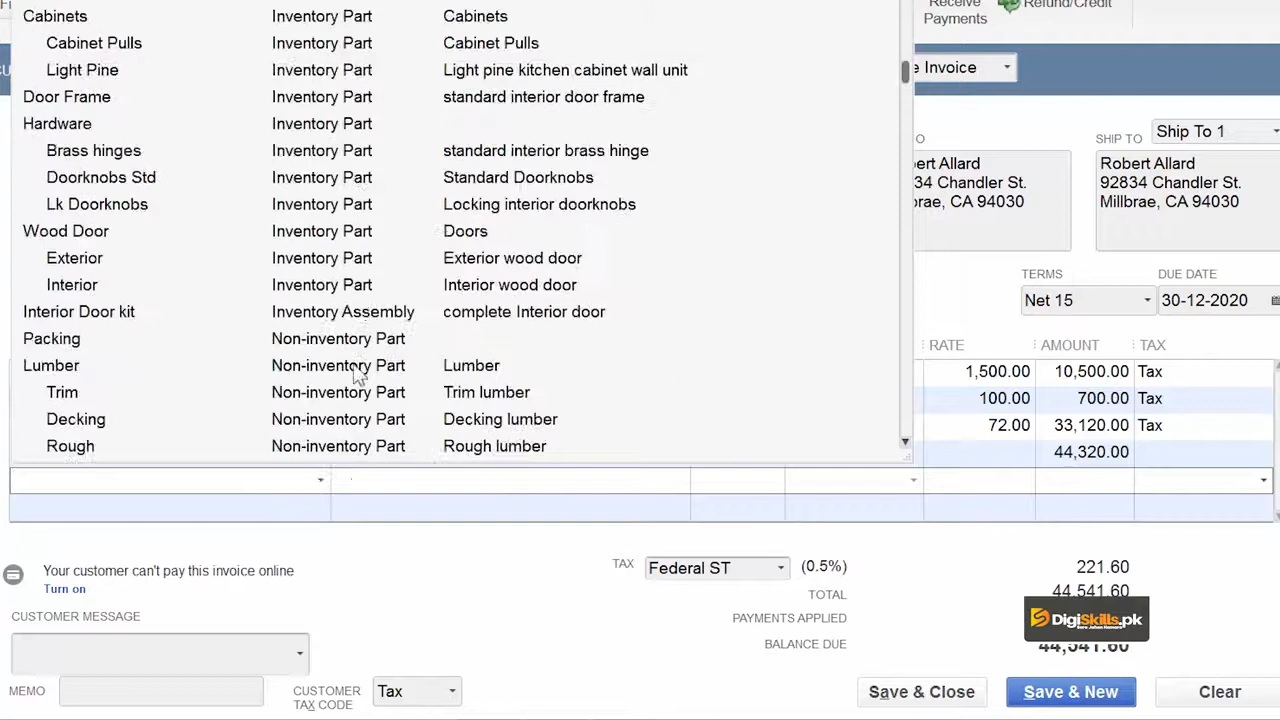 Receive
Payments
Refund/Credit
Cabinets Inventory Part Cabinets
Cabinet Pulls Inventory Part Cabinet Pulls
Light Pine Inventory Part Light pine kitchen cabinet wall unit
Door Frame Inventory Part standard interior door frame
Hardware Inventory Part
Brass hinges Inventory Part standard interior brass hinge
Doorknobs Std Inventory Part Standard Doorknobs
Lk Doorknobs Inventory Part Locking interior doorknobs
Wood Door Inventory Part Doors
Exterior Inventory Part Exterior wood door
Interior Inventory Part Interior wood door
Interior Door kit Inventory Assembly complete Interior door
Packing Non-inventory Part
Lumber Non-inventory Part Lumber
Trim Non-inventory Part Trim lumber
Decking Non-inventory Part Decking lumber
Rough Non-inventory Part Rough lumber
CU
e Invoice
O
ert Allard
34 Chandler St.
rae, CA 94030
SHIP TO Ship To 1
Robert Allard
92834 Chandler St.
Millbrae, CA 94030
TERMS DUE DATE
Net 15 30-12-2020
RATE AMOUNT TAX
1,500.00 10,500.00 Tax
100.00 700.00 Tax
72.00 33,120.00 Tax
44,320.00
Your customer can't pay this invoice online
Turn on
TAX Federal ST (0.5%) 221.60
TOTAL 44,541.60
PAYMENTS APPLIED
BALANCE DUE 44,541.60
DigiSkills.pk
CUSTOMER MESSAGE
MEMO
CUSTOMER
TAX CODE
Tax
Save & Close Save & New Clear